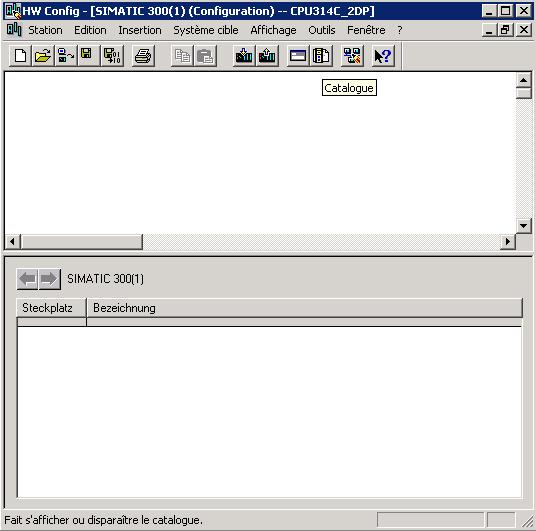 HW Config - [SIMATIC 300(1) (Configuration) -- CPU314C_2DP]
Station Edition Insertion Système cible Affichage Outils Fenêtre ?
Catalogue
SIMATIC 300(1)
Steckplatz Bezeichnung
Fait s'afficher ou disparaître le catalogue.